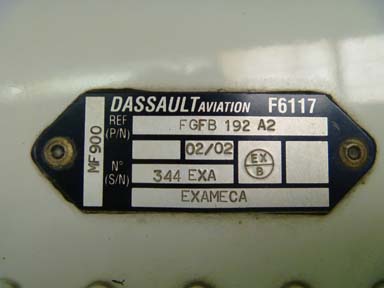 DASSAULT AVIATION F6117
MF900
REF (P/N) FGFB 192 A2
02/02
EX B
N° (S/N) 344 EXA
EXAMECA